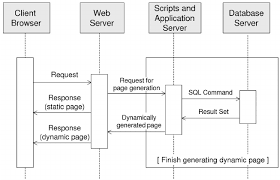 Client
Browser
Web
Server
Scripts and
Application
Server
Database
Server
Request
Request for
page generation
SQL Command
Response
(static page)
Result Set
Dynamically
generated page
Response
(dynamic page)
[ Finish generating dynamic page ]